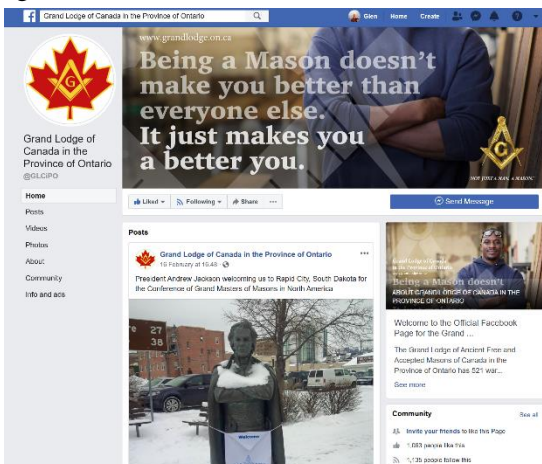 Grand Lodge of Canada in the Province of Ontario
Glen
Home
Create
www.grandlodge.on.ca
Being a Mason doesn't
make you better than
everyone else.
It just makes you
a better you.
NOT JUST A MAN. A MASON.
Grand Lodge of
Canada in the
Province of Ontario
@GLCiPO
Home
Posts
Videos
Photos
About
Community
Info and ads
Liked
Following
Share
Send Message
Posts
Grand Lodge of Canada in the Province of Ontario
16 February at 15:48
President Andrew Jackson welcoming us to Rapid City, South Dakota for
the Conference of Grand Masters of Masons in North America
27
38
Welcome
Being a Mason doesn't
ABOUT GRAND LODGE OF CANADA IN THE
PROVINCE OF ONTARIO
Welcome to the Official Facebook
Page for the Grand ...
The Grand Lodge of Ancient Free and
Accepted Masons of Canada in the
Province of Ontario has 521 war...
See more
Community
See all
Invite your friends to like this Page
people like this
people follow this